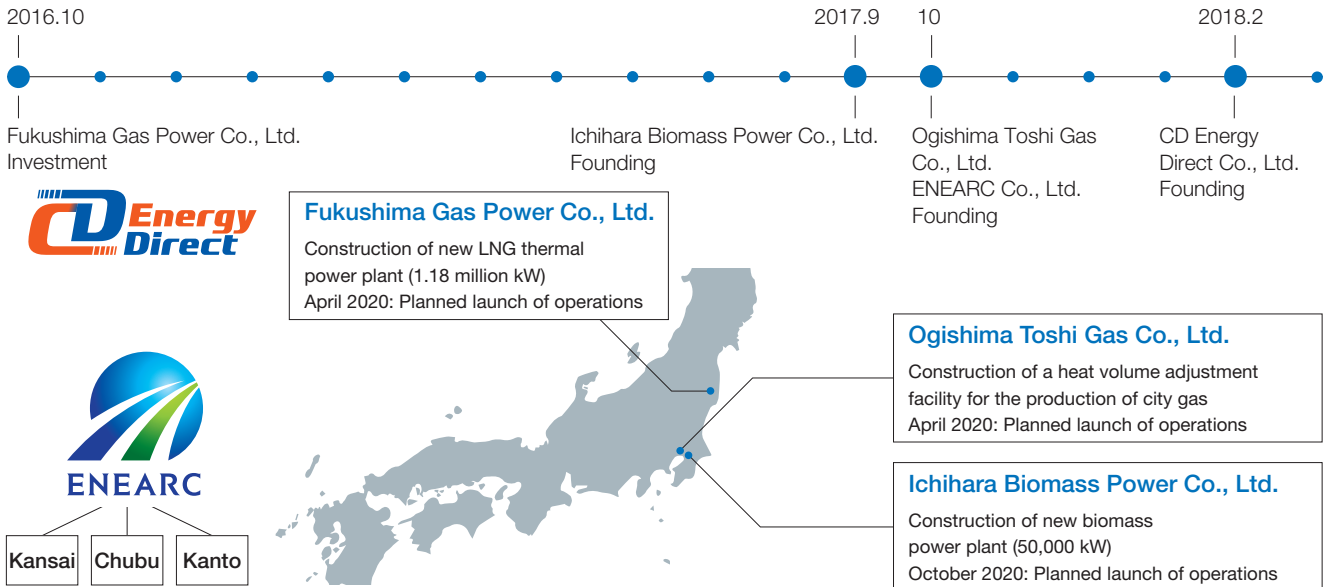 2016.10
2017.9
10
2018.2
Fukushima Gas Power Co., Ltd.
Investment
Ichihara Biomass Power Co., Ltd.
Founding
Ogishima Toshi Gas
Co., Ltd.
ENEARC Co., Ltd.
Founding
CD Energy
Direct Co., Ltd.
Founding
CD Energy
Direct
Fukushima Gas Power Co., Ltd.
Construction of new LNG thermal
power plant (1.18 million kW)
April 2020: Planned launch of operations
Ogishima Toshi Gas Co., Ltd.
Construction of a heat volume adjustment
facility for the production of city gas
April 2020: Planned launch of operations
ENEARC
Kansai
Chubu
Kanto
Ichihara Biomass Power Co., Ltd.
Construction of new biomass
power plant (50,000 kW)
October 2020: Planned launch of operations